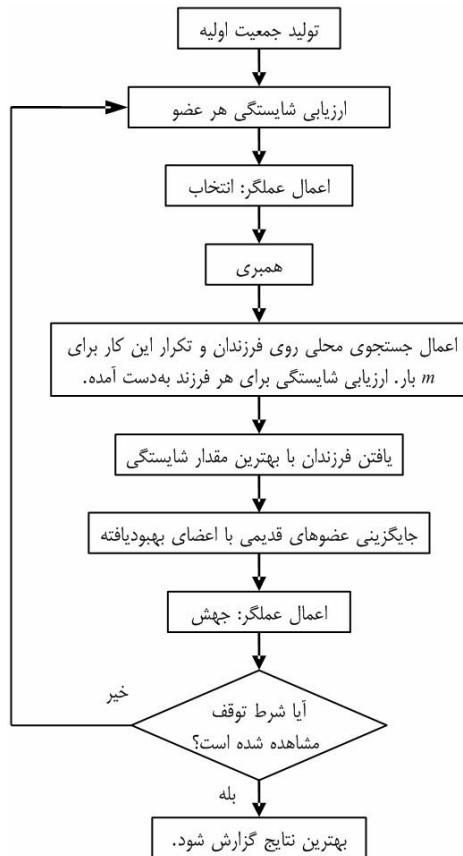 تولید جمعیت اولیه
ارزیابی شایستگی هر عضو
اعمال عملگر: انتخاب
همبری
اعمال جستجوی محلی روی فرزندان و تکرار این کار برای
m بار. ارزیابی شایستگی برای هر فرزند به‌دست آمده.
یافتن فرزندان با بهترین مقدار شایستگی
جایگزینی عضوهای قدیمی با اعضای بهبودیافته
اعمال عملگر: جهش
خیر
آیا شرط توقف
مشاهده شده است؟
بله
بهترین نتایج گزارش شود.